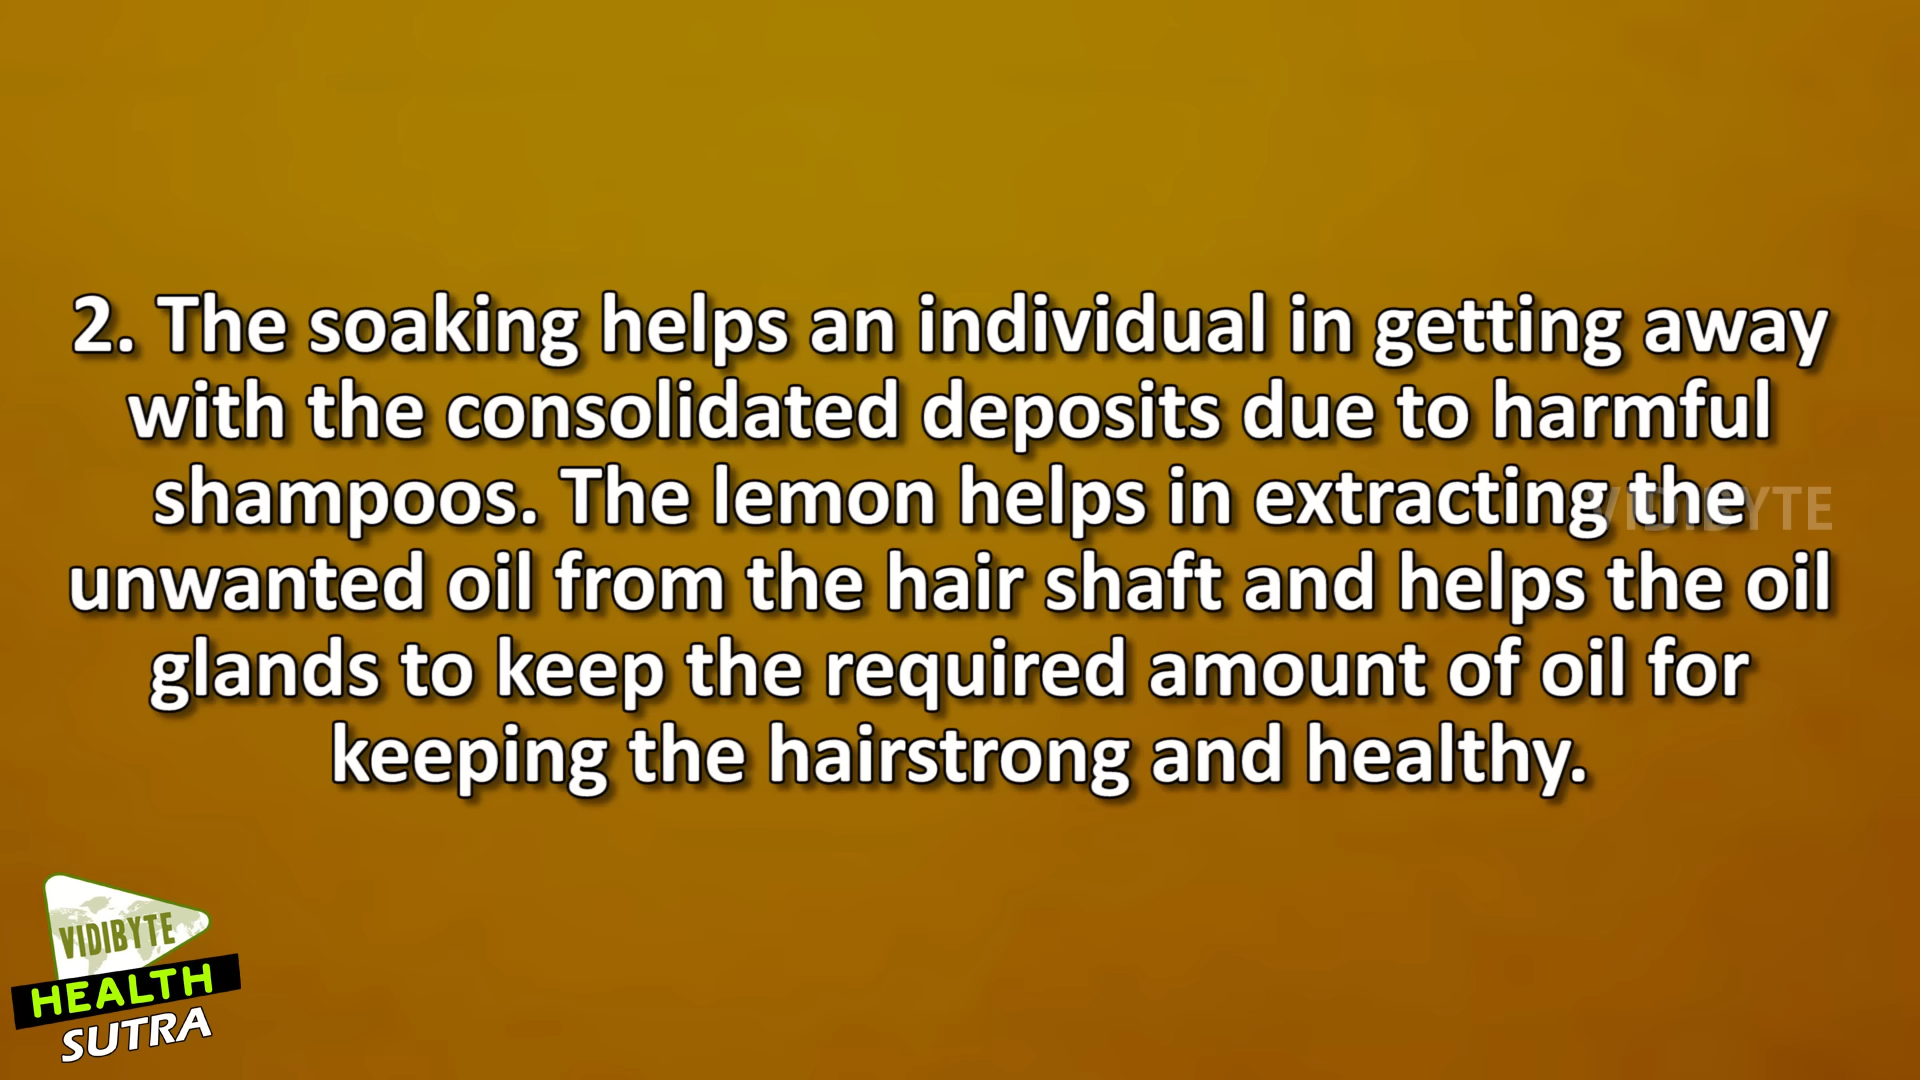 2. The soaking helps an individual in getting away
with the consolidated deposits due to harmful
shampoos. The lemon helps in extracting the
unwanted oil from the hair shaft and helps the oil
glands to keep the required amount of oil for
keeping the hairstrong and healthy.
VIDIBYTE
VIDIBYTE
HEALTH
SUTRA